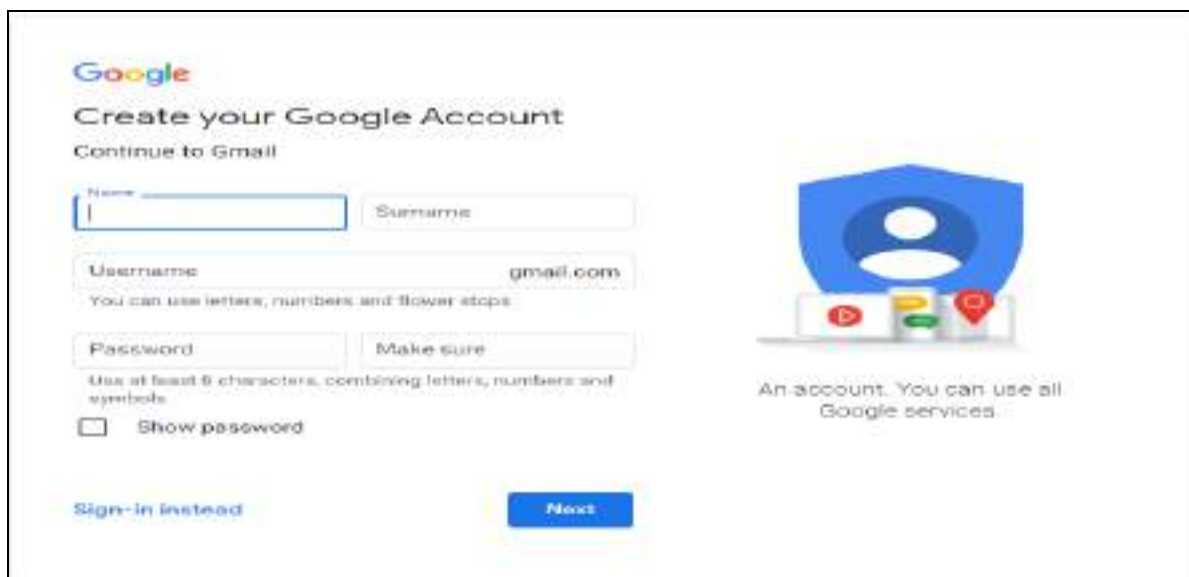 Google
Create your Google Account
Continue to Gmail
Name
Surname
Username gmail.com
You can use letters, numbers and flower stops
Password Make sure
Use at least 8 characters, combining letters, numbers and
symbols
Show password
Sign-in instead Next
An account. You can use all
Google services.